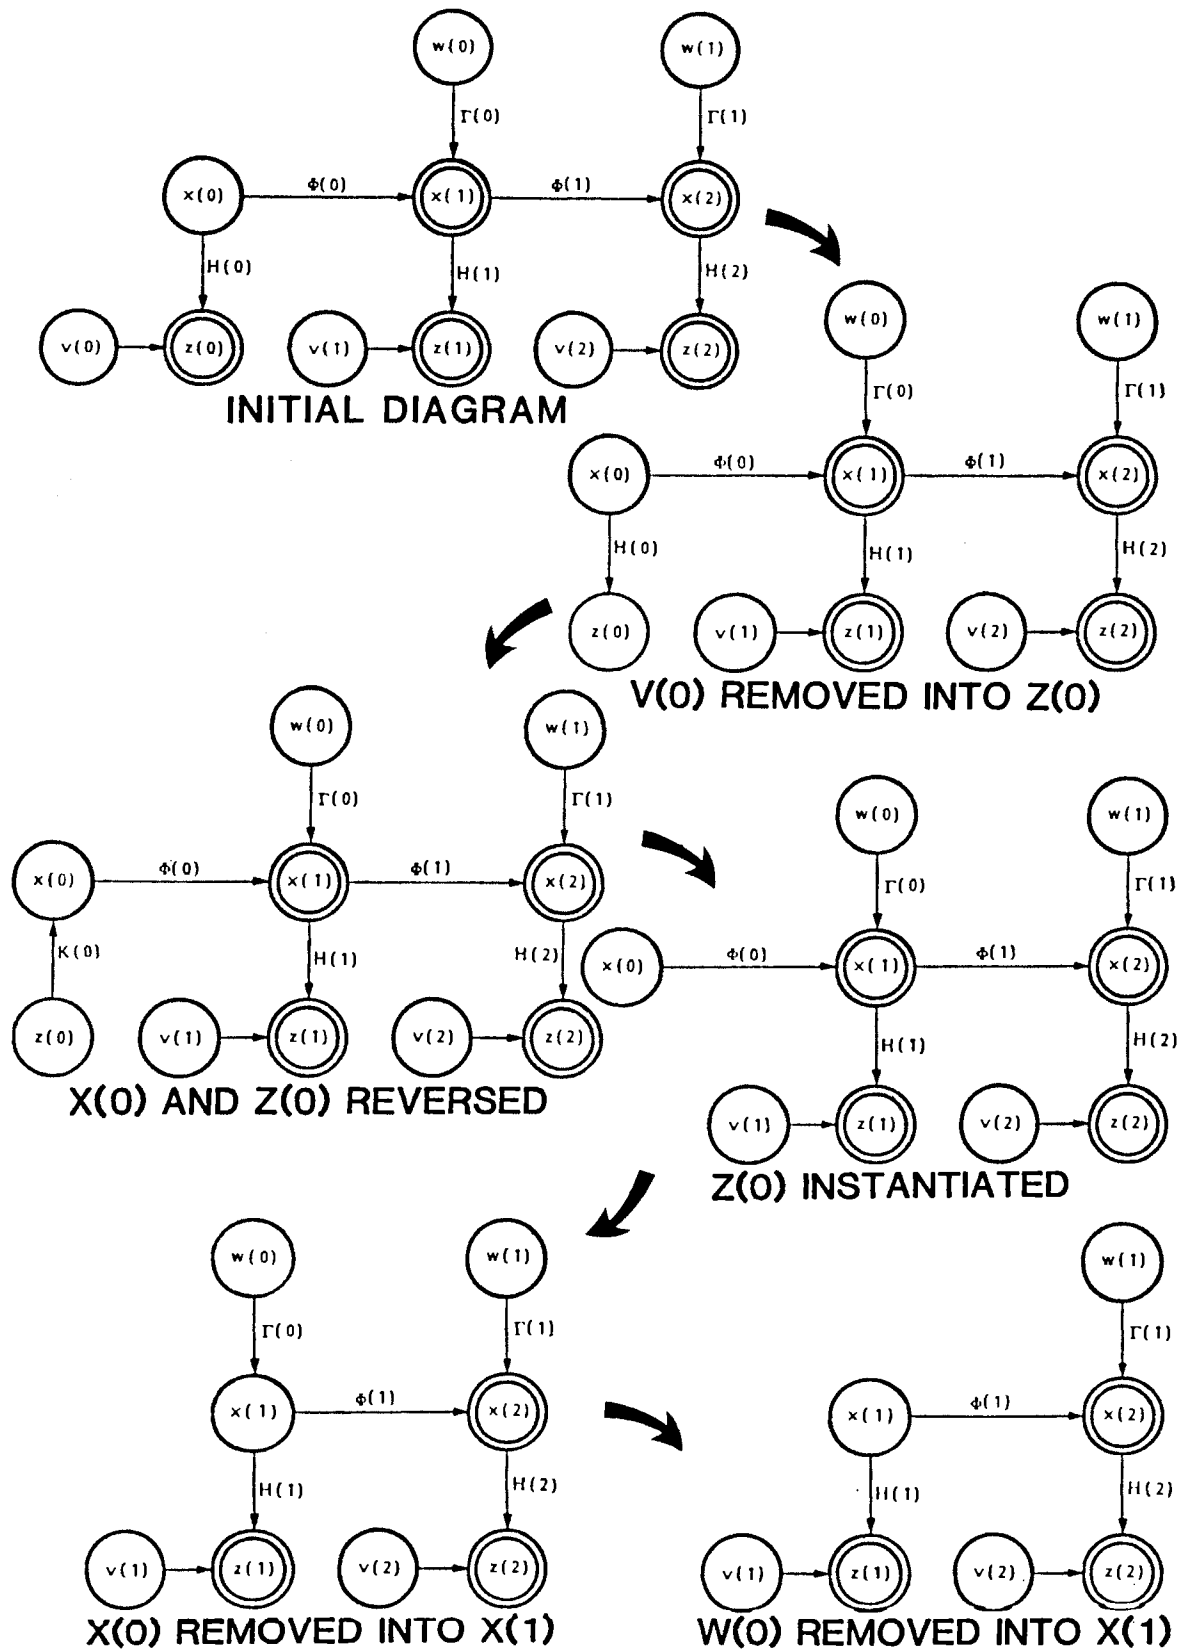 w(0) w(1)
Γ(0) Γ(1)
x(0) Φ(0) x(1) Φ(1) x(2)
H(0) H(1) H(2)
v(0) z(0) v(1) z(1) v(2) z(2)
INITIAL DIAGRAM
w(0) w(1)
Γ(0) Γ(1)
x(0) Φ(0) x(1) Φ(1) x(2)
H(0) H(1) H(2)
z(0) v(1) z(1) v(2) z(2)
V(0) REMOVED INTO Z(0)
w(0) w(1)
Γ(0) Γ(1)
x(0) Φ(0) x(1) Φ(1) x(2)
K(0) H(1) H(2)
z(0) v(1) z(1) v(2) z(2)
X(0) AND Z(0) REVERSED
w(0) w(1)
Γ(0) Γ(1)
x(0) Φ(0) x(1) Φ(1) x(2)
H(1) H(2)
v(1) z(1) v(2) z(2)
Z(0) INSTANTIATED
w(0) w(1)
Γ(0) Γ(1)
x(1) Φ(1) x(2)
H(1) H(2)
v(1) z(1) v(2) z(2)
X(0) REMOVED INTO X(1)
w(1)
Γ(1)
x(1) Φ(1) x(2)
H(1) H(2)
v(1) z(1) v(2) z(2)
W(0) REMOVED INTO X(1)